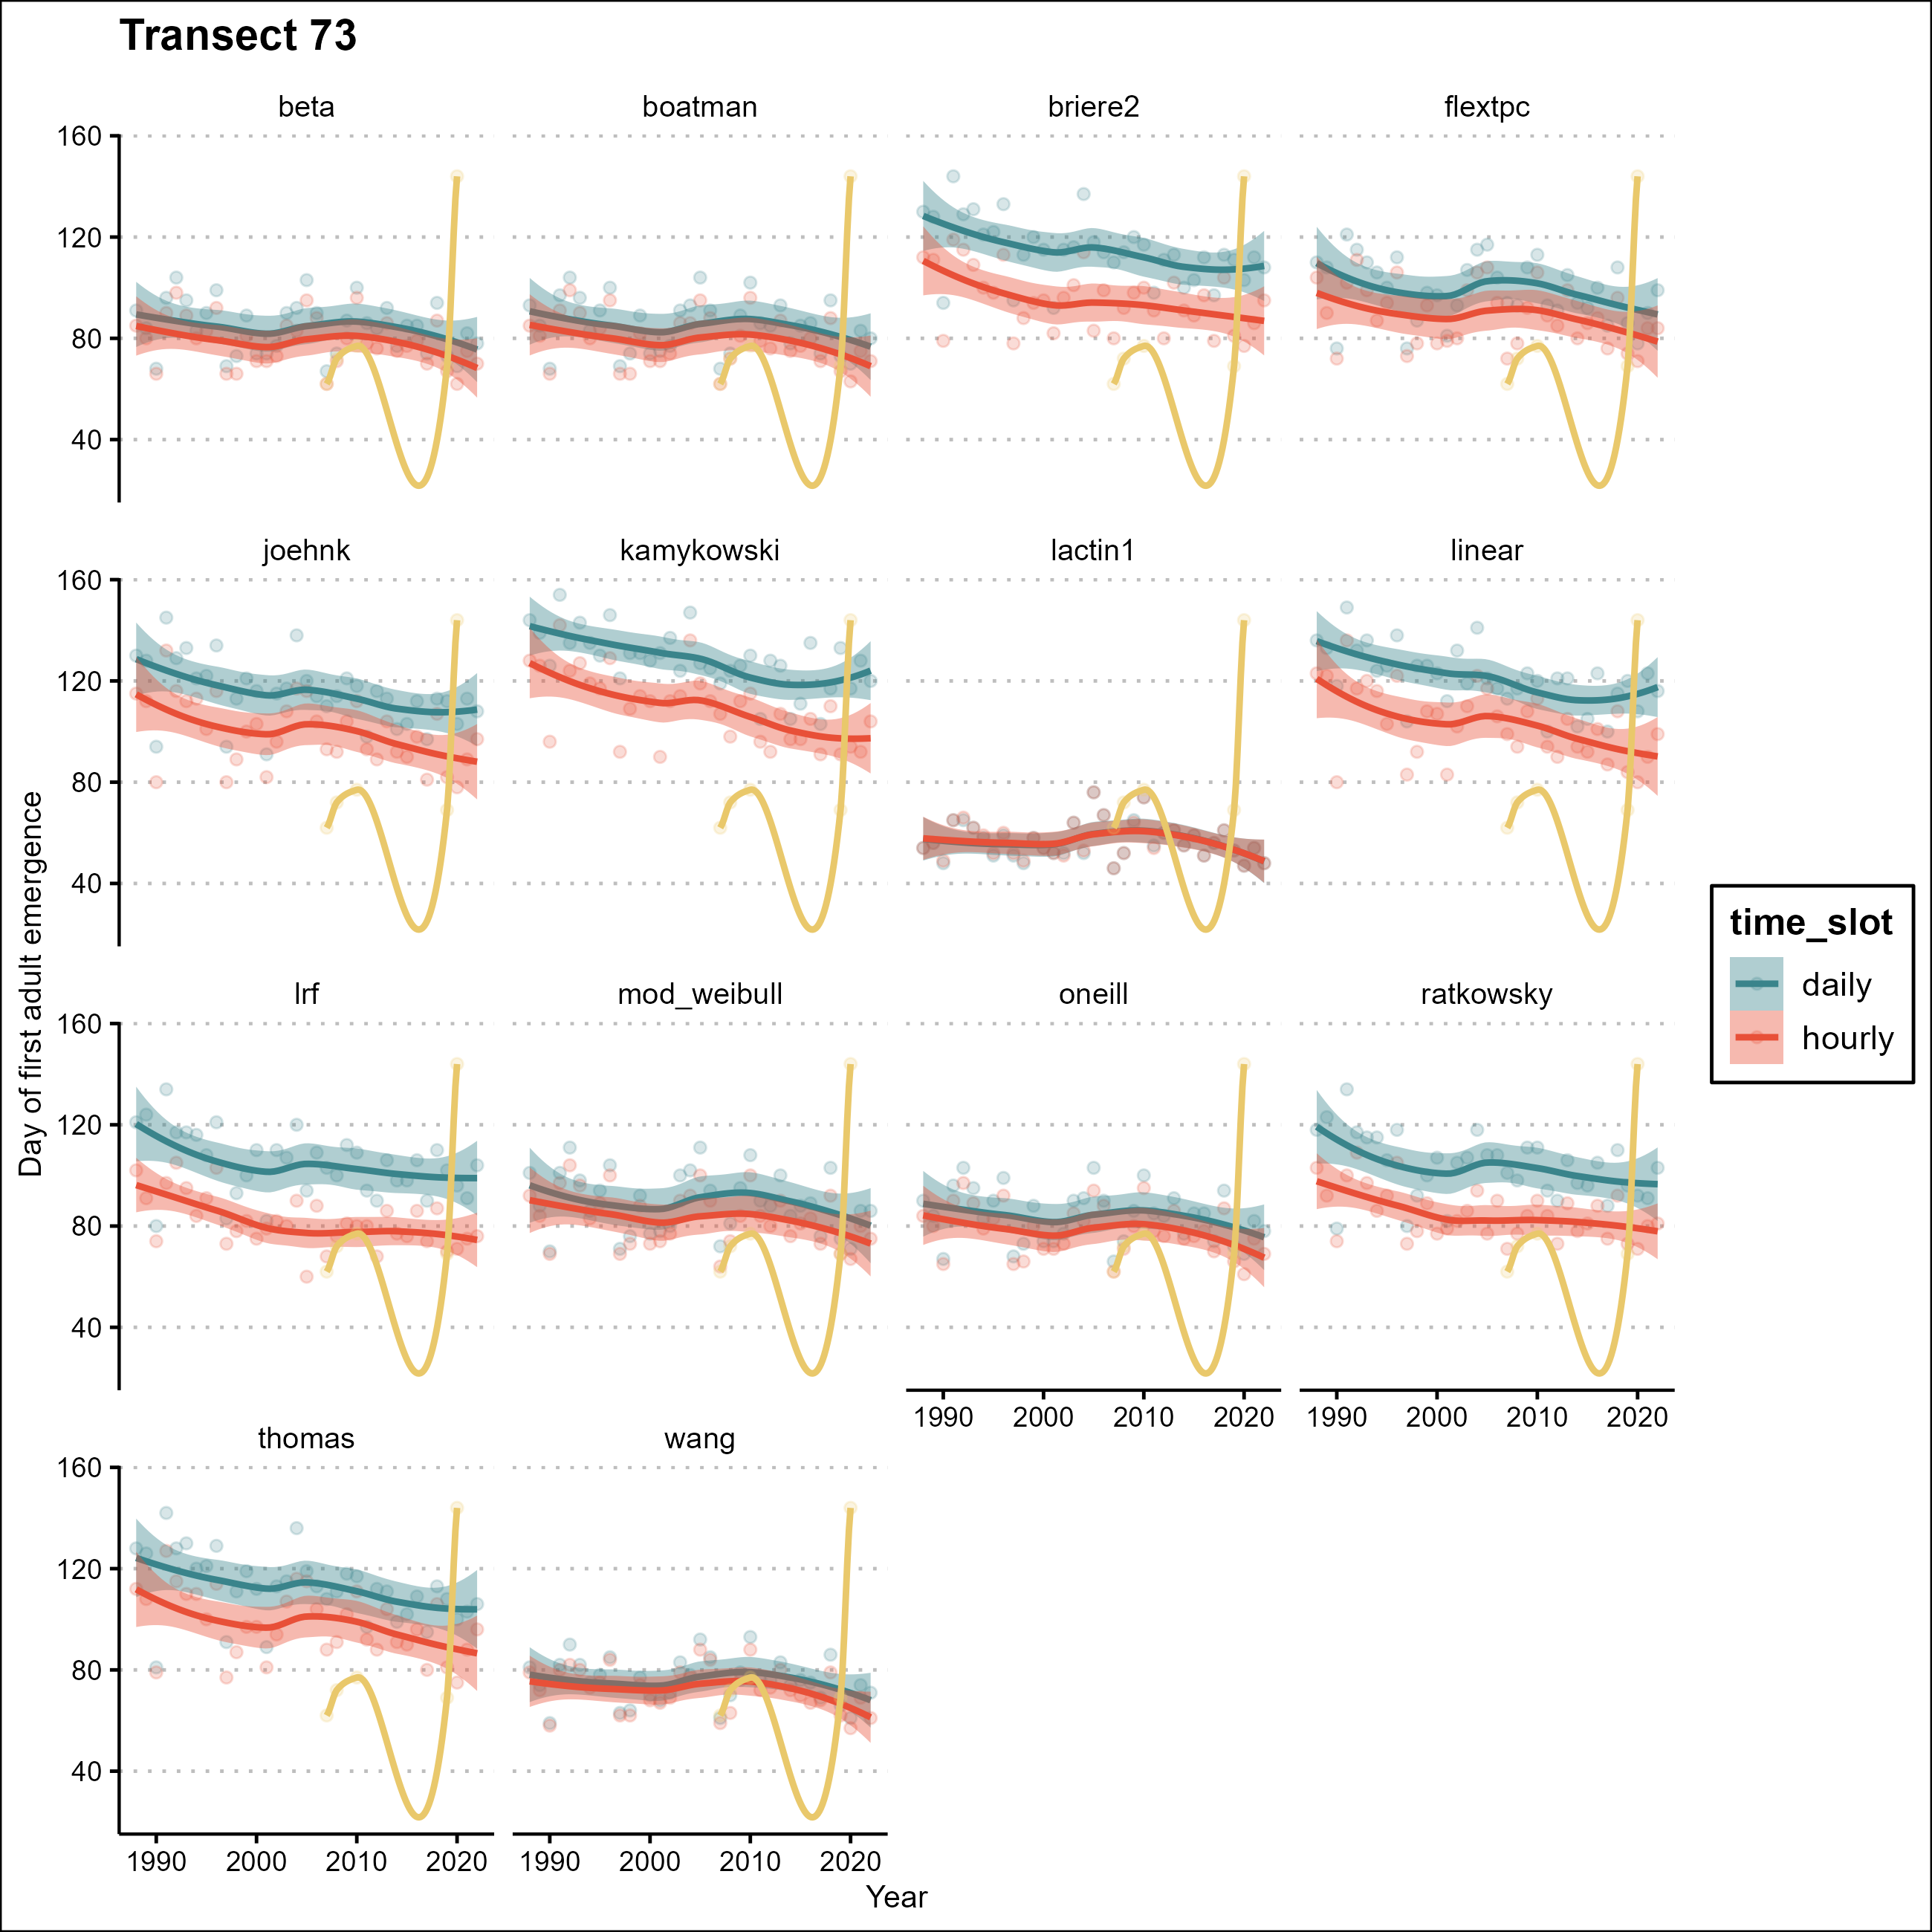 Transect 73
beta boatman briere2 flextpc
160
120
80
40
joehnk kamykowski lactin1 linear
160
120
80
40
lrf mod_weibull oneill ratkowsky
160
120
80
40
1990 2000 2010 2020 1990 2000 2010 2020
thomas wang
160
120
80
40
1990 2000 2010 2020 1990 2000 2010 2020
Year
Day of first adult emergence
time_slot
daily
hourly